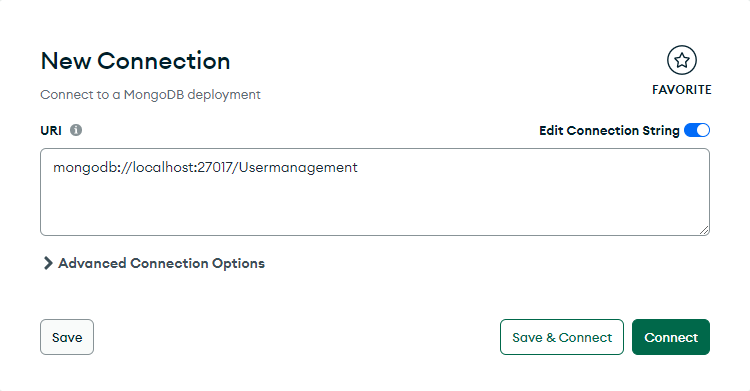 New Connection
FAVORITE
Connect to a MongoDB deployment
URI
Edit Connection String
mongodb://localhost:27017/Usermanagement
Advanced Connection Options
Save
Save & Connect
Connect